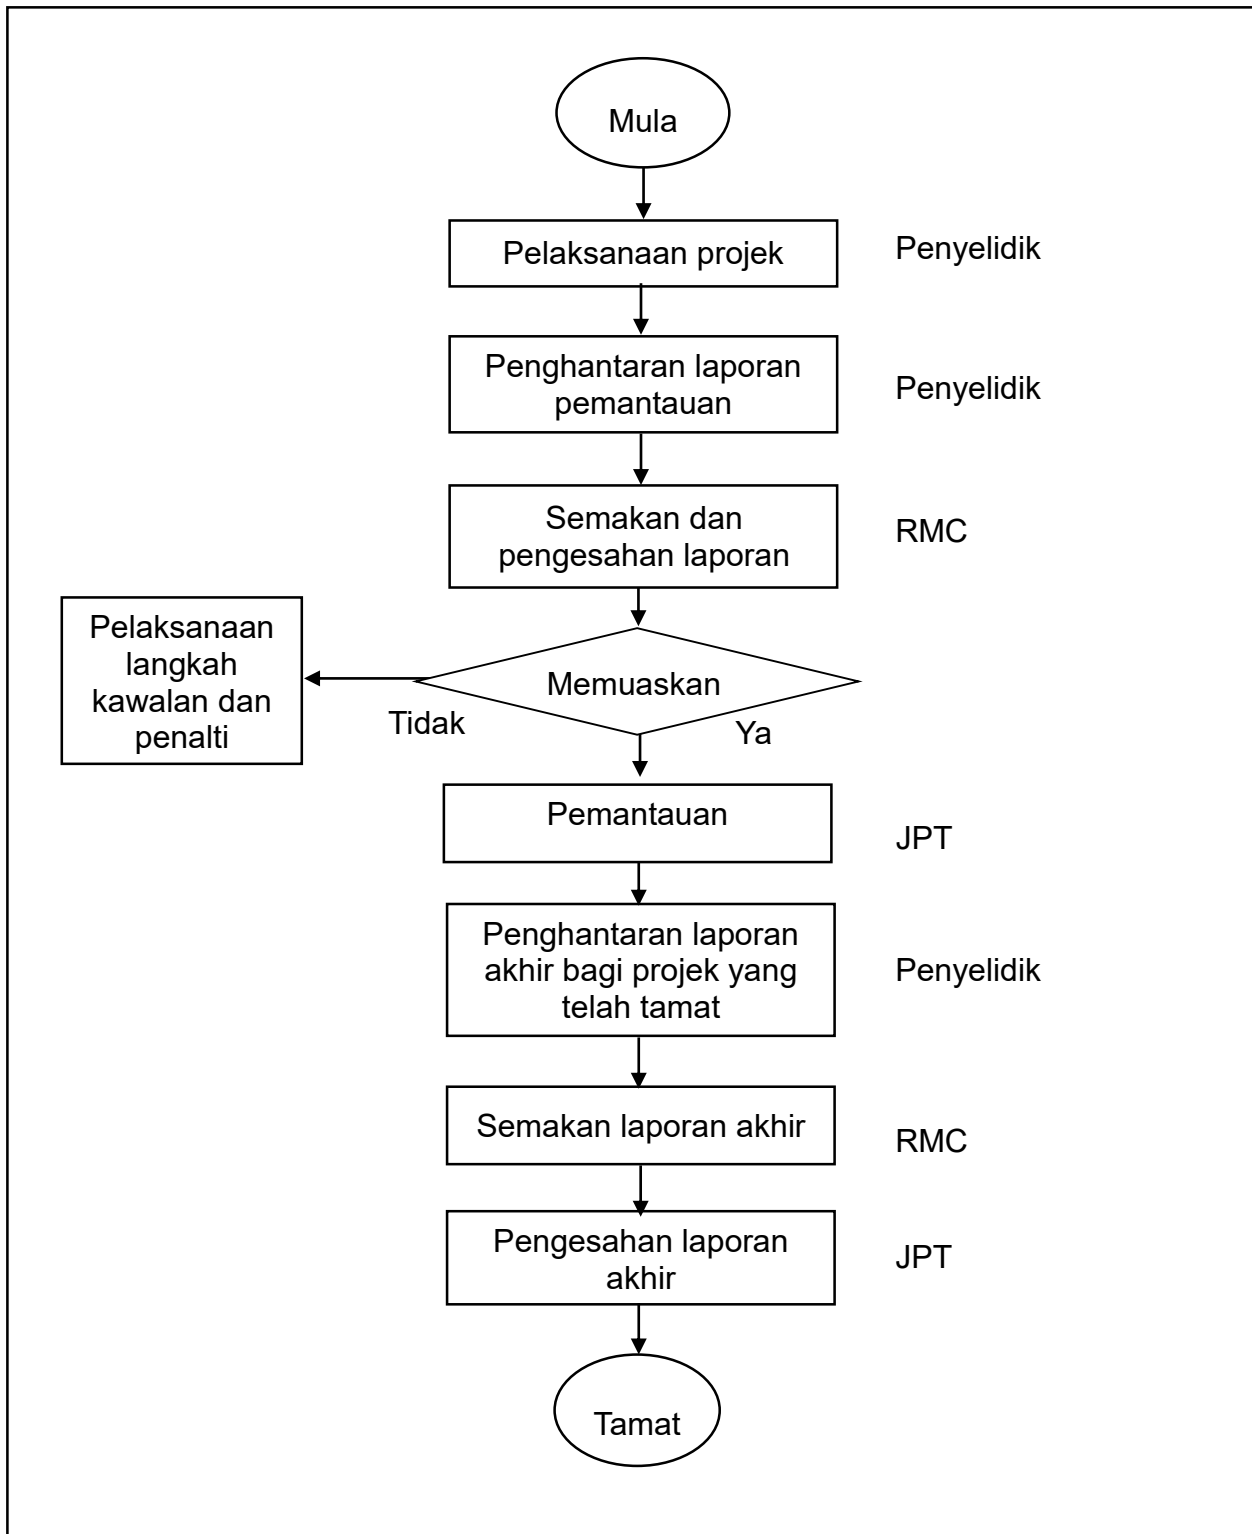 Mula
Pelaksanaan projek
Penyelidik
Penghantaran laporan
pemantauan
Penyelidik
Semakan dan
pengesahan laporan
RMC
Pelaksanaan
langkah
kawalan dan
penalti
Memuaskan
Tidak
Ya
Pemantauan
JPT
Penghantaran laporan
akhir bagi projek yang
telah tamat
Penyelidik
Semakan laporan akhir
RMC
Pengesahan laporan
akhir
JPT
Tamat